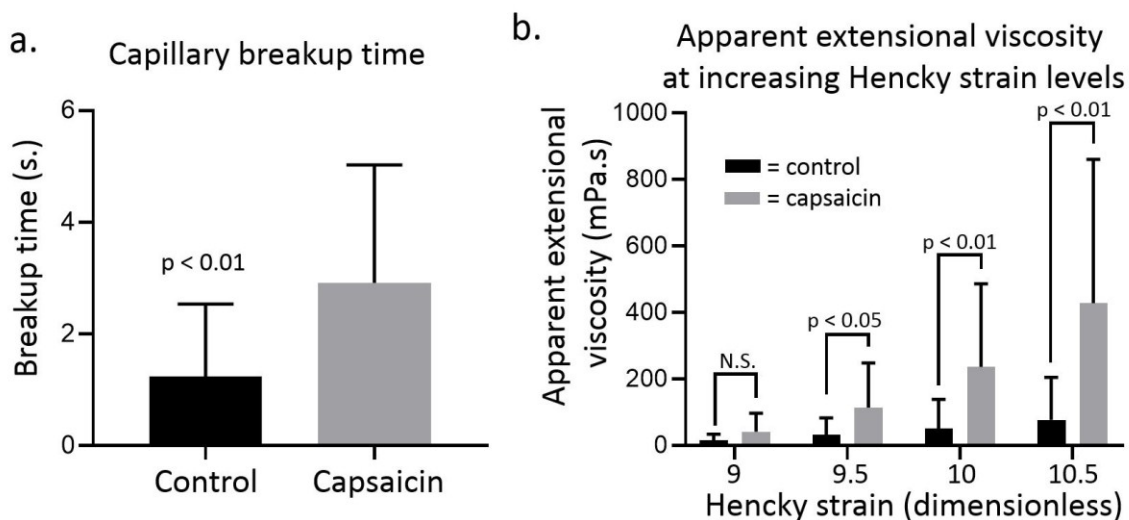 a.
Capillary breakup time
Breakup time (s.)
6
4
2
0
p < 0.01
Control
Capsaicin
b.
Apparent extensional viscosity
at increasing Hencky strain levels
Apparent extensional
viscosity (mPa.s)
1000
800
600
400
200
0
= control
= capsaicin
N.S.
p < 0.05
p < 0.01
p < 0.01
9
9.5
10
10.5
Hencky strain (dimensionless)